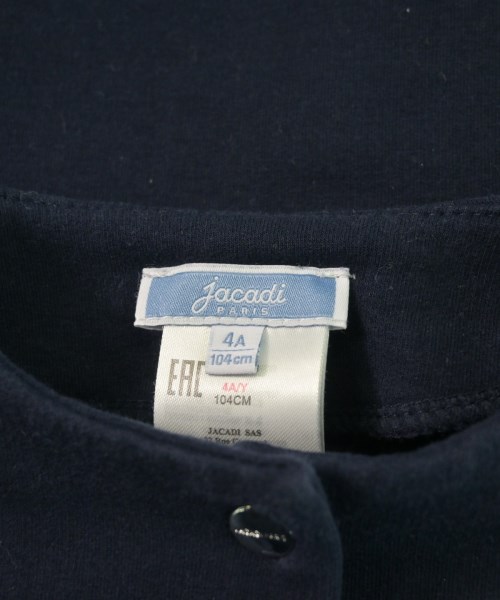 jacadi
PARIS
4A
104cm
EAC
4A/Y
104CM
JACADI SAS